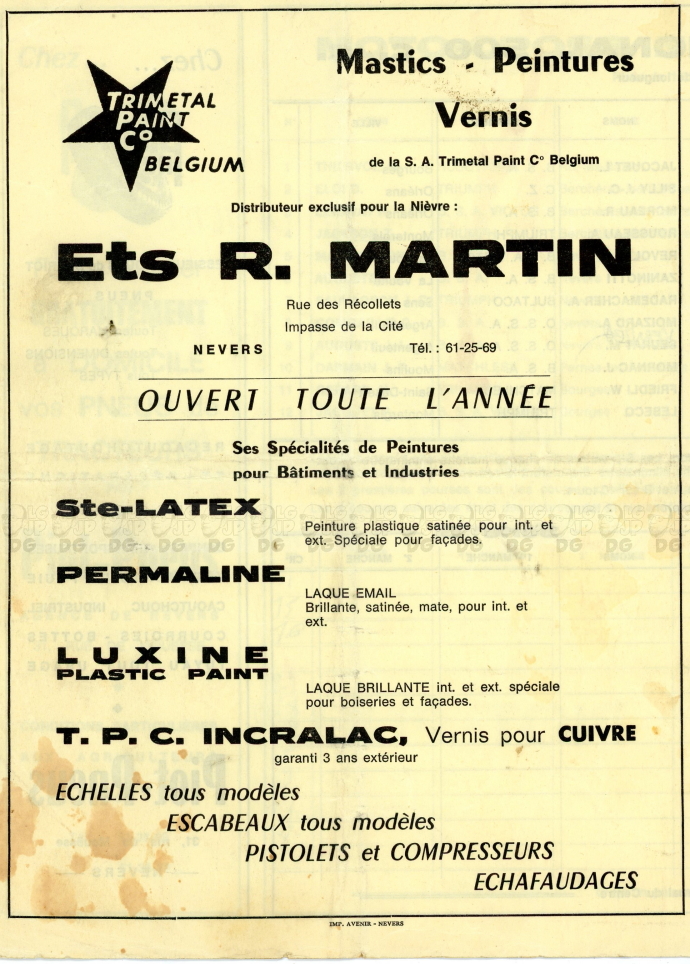 TRIMETAL
PAINT
Cº
BELGIUM
Mastics - Peintures
Vernis
de la S. A. Trimetal Paint Cº Belgium
Distributeur exclusif pour la Nièvre :
Ets R. MARTIN
Rue des Récollets
Impasse de la Cité
NEVERS Tél. : 61-25-69
OUVERT TOUTE L'ANNÉE
Ses Spécialités de Peintures
pour Bâtiments et Industries
Ste-LATEX
Peinture plastique satinée pour int. et
ext. Spéciale pour façades.
PERMALINE
LAQUE EMAIL
Brillante, satinée, mate, pour int. et
ext.
LUXINE
PLASTIC PAINT
LAQUE BRILLANTE int. et ext. spéciale
pour boiseries et façades.
T. P. C. INCRALAC, Vernis pour CUIVRE
garanti 3 ans extérieur
ECHELLES tous modèles
ESCABEAUX tous modèles
PISTOLETS et COMPRESSEURS
ECHAFAUDAGES
IMP. AVENIR - NEVERS